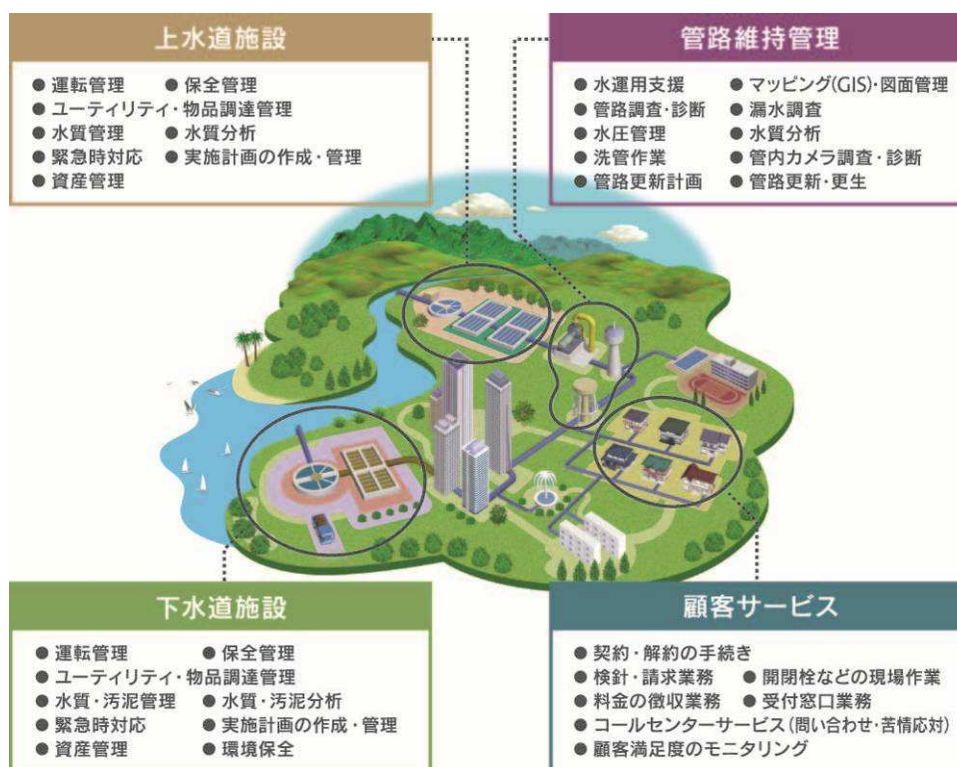 上水道施設
● 運転管理 ● 保全管理
● ユーティリティ・物品調達管理
● 水質管理 ● 水質分析
● 緊急時対応 ● 実施計画の作成・管理
● 資産管理
管路維持管理
● 水運用支援 ● マッピング(GIS)・図面管理
● 管路調査・診断 ● 漏水調査
● 水圧管理 ● 水質分析
● 洗管作業 ● 管内カメラ調査・診断
● 管路更新計画 ● 管路更新・更生
下水道施設
● 運転管理 ● 保全管理
● ユーティリティ・物品調達管理
● 水質・汚泥管理 ● 水質・汚泥分析
● 緊急時対応 ● 実施計画の作成・管理
● 資産管理 ● 環境保全
顧客サービス
● 契約・解約の手続き
● 検針・請求業務 ● 開閉栓などの現場作業
● 料金の徴収業務 ● 受付窓口業務
● コールセンターサービス(問い合わせ・苦情応対)
● 顧客満足度のモニタリング